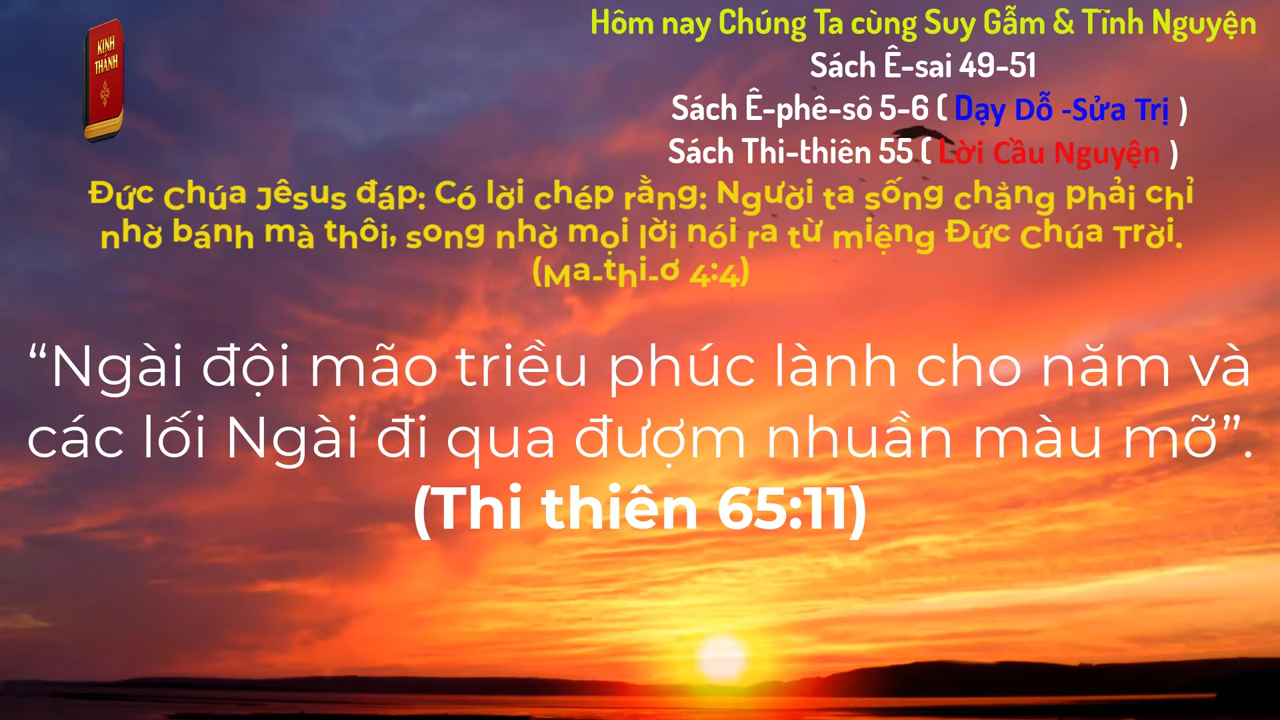 KINH
THÁNH
Hôm nay Chúng Ta cùng Suy Gẫm & Tĩnh Nguyện
Sách Ê-sai 49-51
Sách Ê-phê-sô 5-6 ( Dạy Dỗ -Sửa Trị )
Sách Thi-thiên 55 ( Lời Cầu Nguyện )
Đức Chúa Jêsus đáp: Có lời chép rằng: Người ta sống chẳng phải chỉ
nhờ bánh mà thôi, song nhờ mọi lời nói ra từ miệng Đức Chúa Trời.
(Ma-thi-ơ 4:4)
“Ngài đội mão triều phúc lành cho năm và
các lối Ngài đi qua đượm nhuần màu mỡ”.
(Thi thiên 65:11)